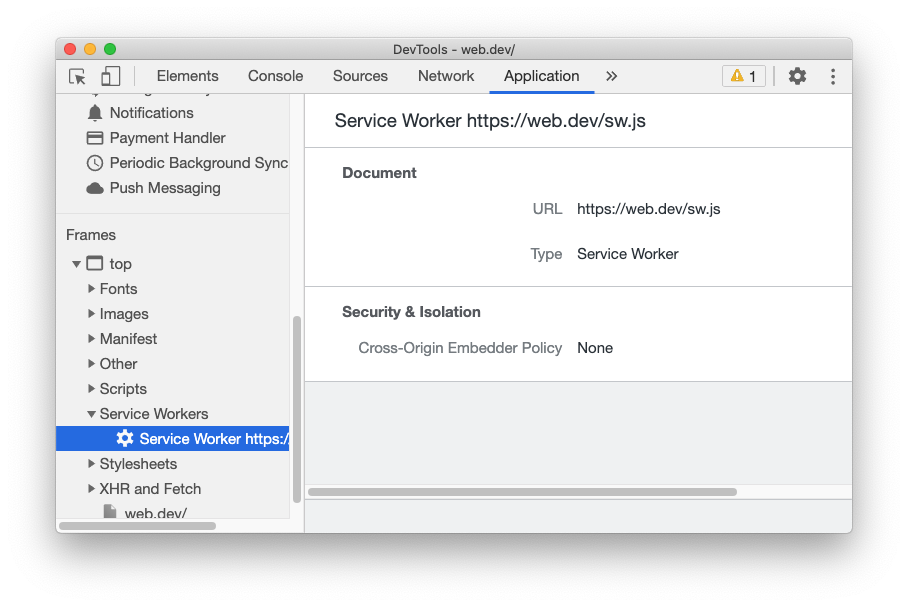 DevTools - web.dev/
Elements Console Sources Network Application » 1
Notifications
Payment Handler
Periodic Background Sync
Push Messaging
Frames
top
Fonts
Images
Manifest
Other
Scripts
Service Workers
Service Worker https:/
Stylesheets
XHR and Fetch
web.dev/
Service Worker https://web.dev/sw.js
Document
URL https://web.dev/sw.js
Type Service Worker
Security & Isolation
Cross-Origin Embedder Policy None